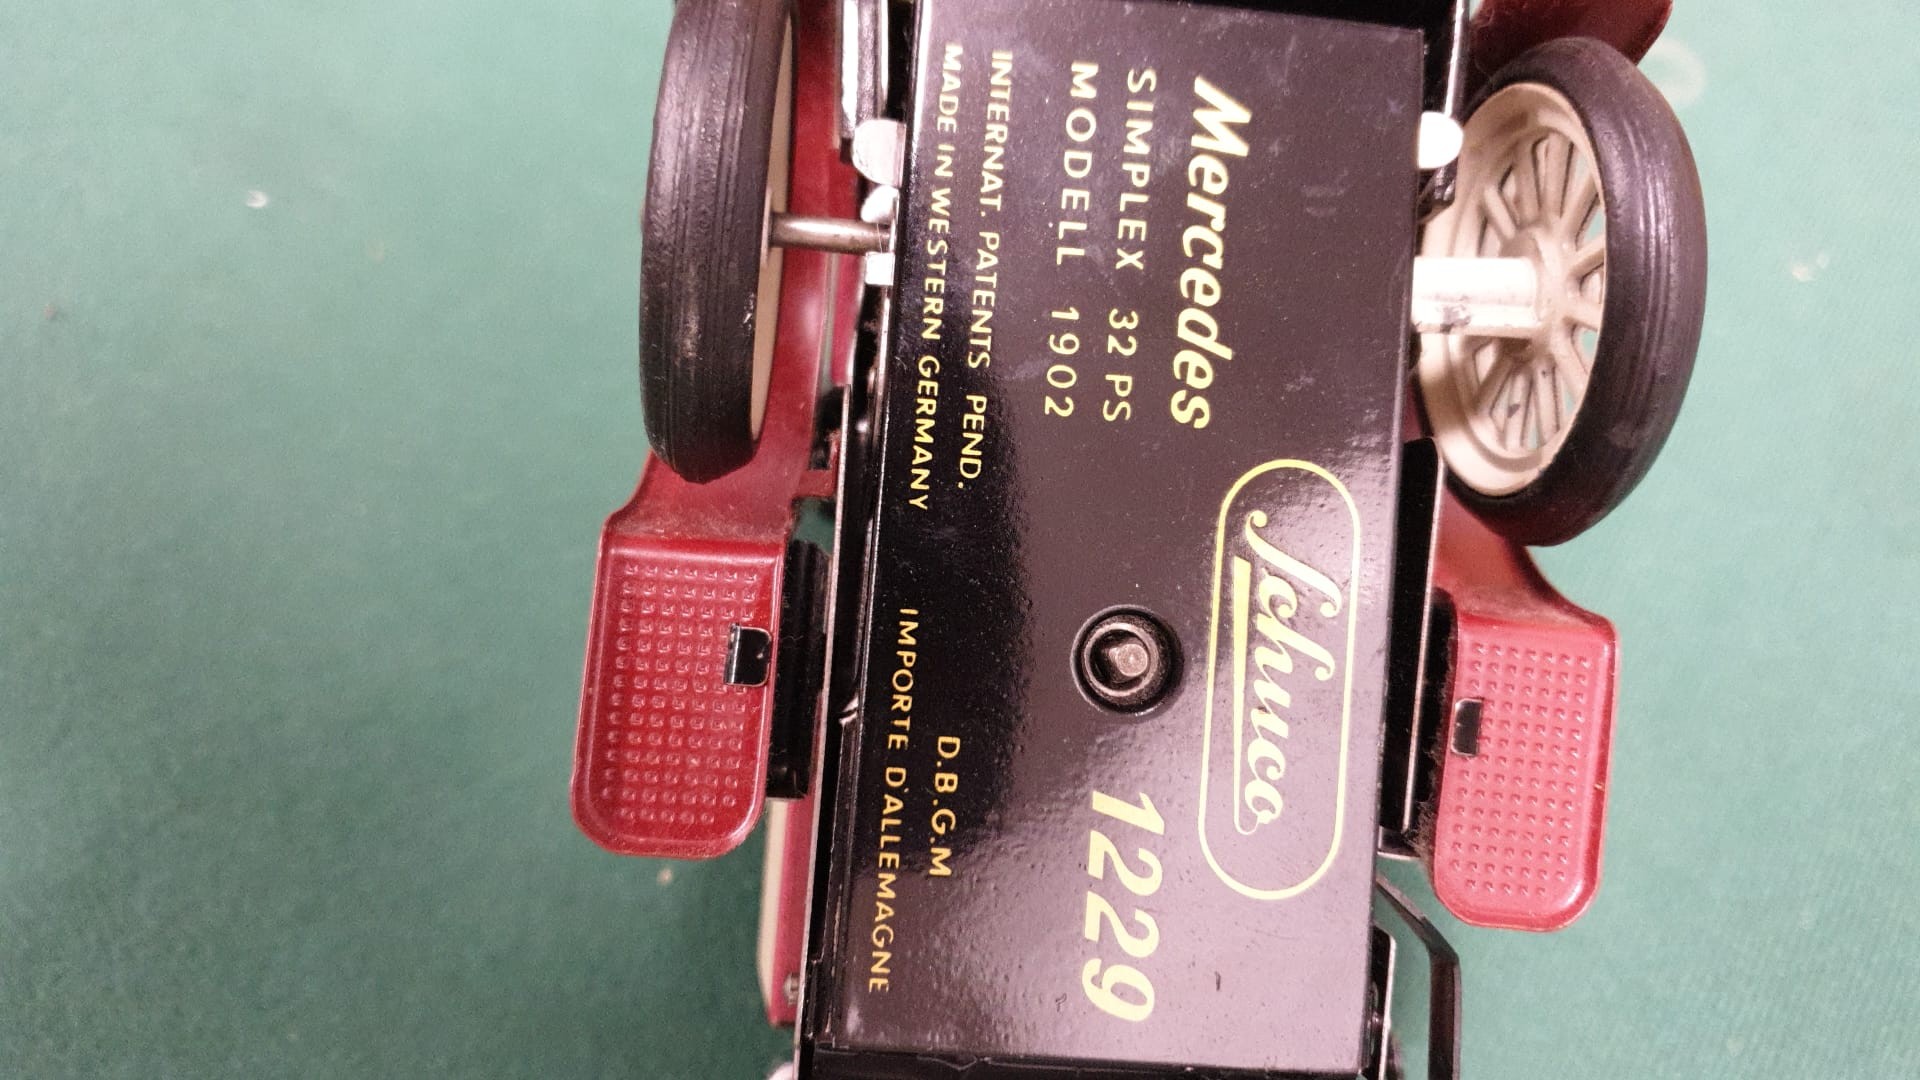 Schuco
Mercedes
SIMPLEX 32 PS
MODELL 1902
1229
INTERNAT. PATENTS PEND.
D.B.G.M
MADE IN WESTERN GERMANY
IMPORTE D'ALLEMAGNE